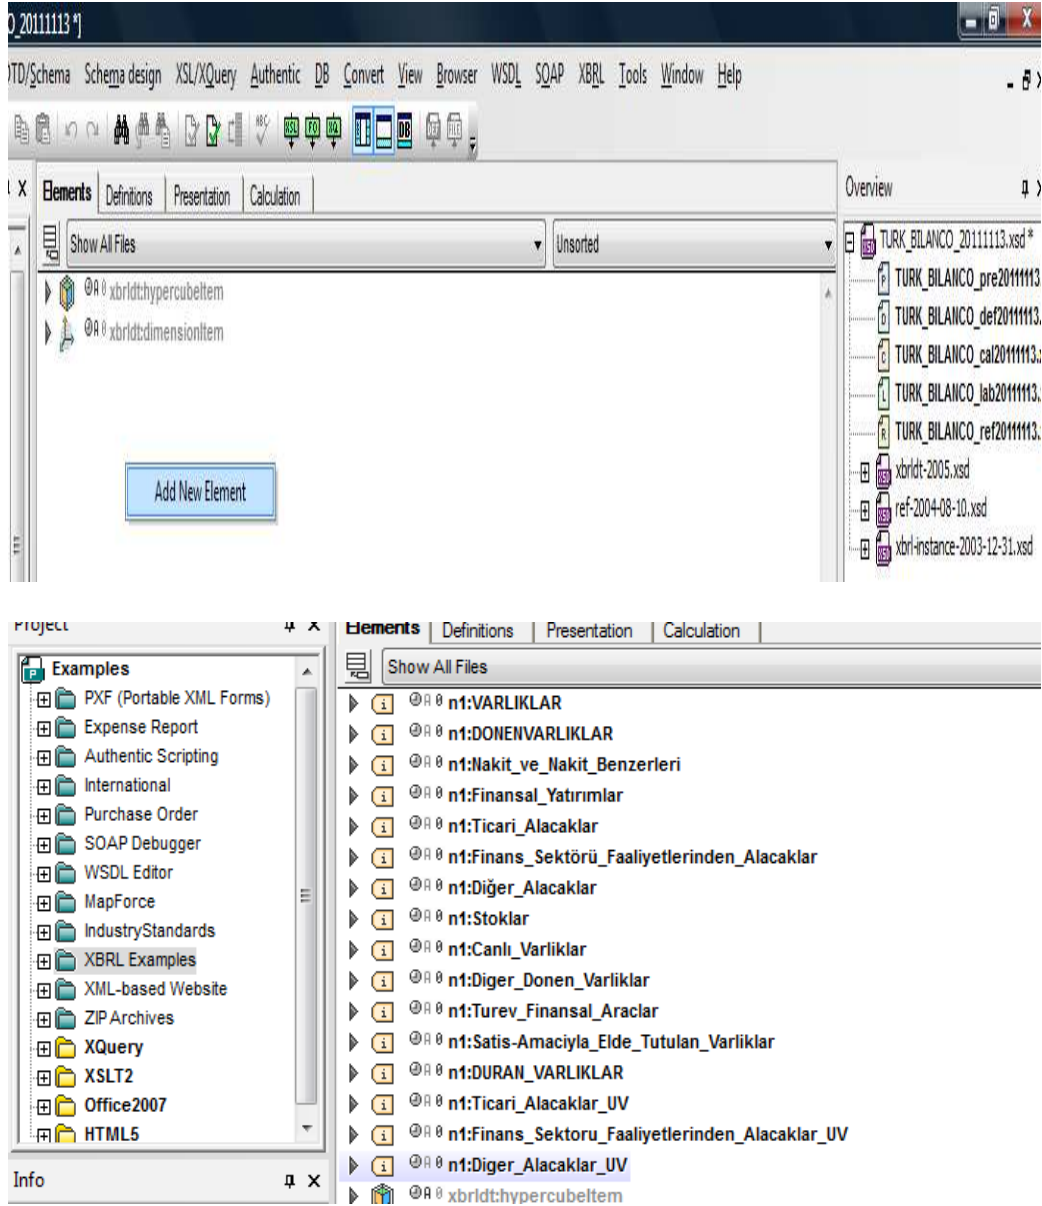 O_20111113 *]
DTD/Schema Schema design XSL/XQuery Authentic DB Convert View Browser WSDL SOAP XBRL Tools Window Help
Elements Definitions Presentation Calculation
Overview
Show All Files Unsorted
TURK_BILANCO_20111113.xsd *
xbrldt:hypercubeItem
TURK_BILANCO_pre20111113.
TURK_BILANCO_def20111113.
xbrldt:dimensionItem
TURK_BILANCO_cal20111113.
TURK_BILANCO_lab20111113.
TURK_BILANCO_ref20111113.
xbrldt-2005.xsd
Add New Element
ref-2004-08-10.xsd
xbrl-instance-2003-12-31.xsd
Project
Examples
PXF (Portable XML Forms)
Expense Report
Authentic Scripting
International
Purchase Order
SOAP Debugger
WSDL Editor
MapForce
IndustryStandards
XBRL Examples
XML-based Website
ZIP Archives
XQuery
XSLT2
Office2007
HTML5
Info
Elements Definitions Presentation Calculation
Show All Files
n1:VARLIKLAR
n1:DONENVARLIKLAR
n1:Nakit_ve_Nakit_Benzerleri
n1:Finansal_Yatırımlar
n1:Ticari_Alacaklar
n1:Finans_Sektörü_Faaliyetlerinden_Alacaklar
n1:Diğer_Alacaklar
n1:Stoklar
n1:Canlı_Varliklar
n1:Diger_Donen_Varliklar
n1:Turev_Finansal_Araclar
n1:Satis-Amaciyla_Elde_Tutulan_Varliklar
n1:DURAN_VARLIKLAR
n1:Ticari_Alacaklar_UV
n1:Finans_Sektoru_Faaliyetlerinden_Alacaklar_UV
n1:Diger_Alacaklar_UV
xbrldt:hypercubeItem